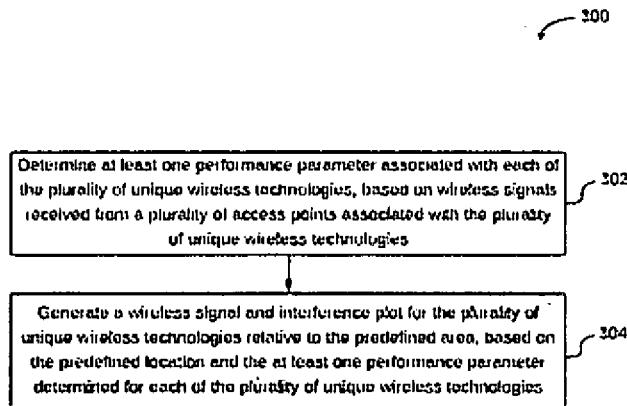 300
Determine at least one performance parameter associated with each of
the plurality of unique wireless technologies, based on wireless signals
received from a plurality of access points associated with the plurality
of unique wireless technologies
302
Generate a wireless signal and interference plot for the plurality of
unique wireless technologies relative to the predefined area, based on
the predefined location and the at least one performance parameter
determined for each of the plurality of unique wireless technologies
304